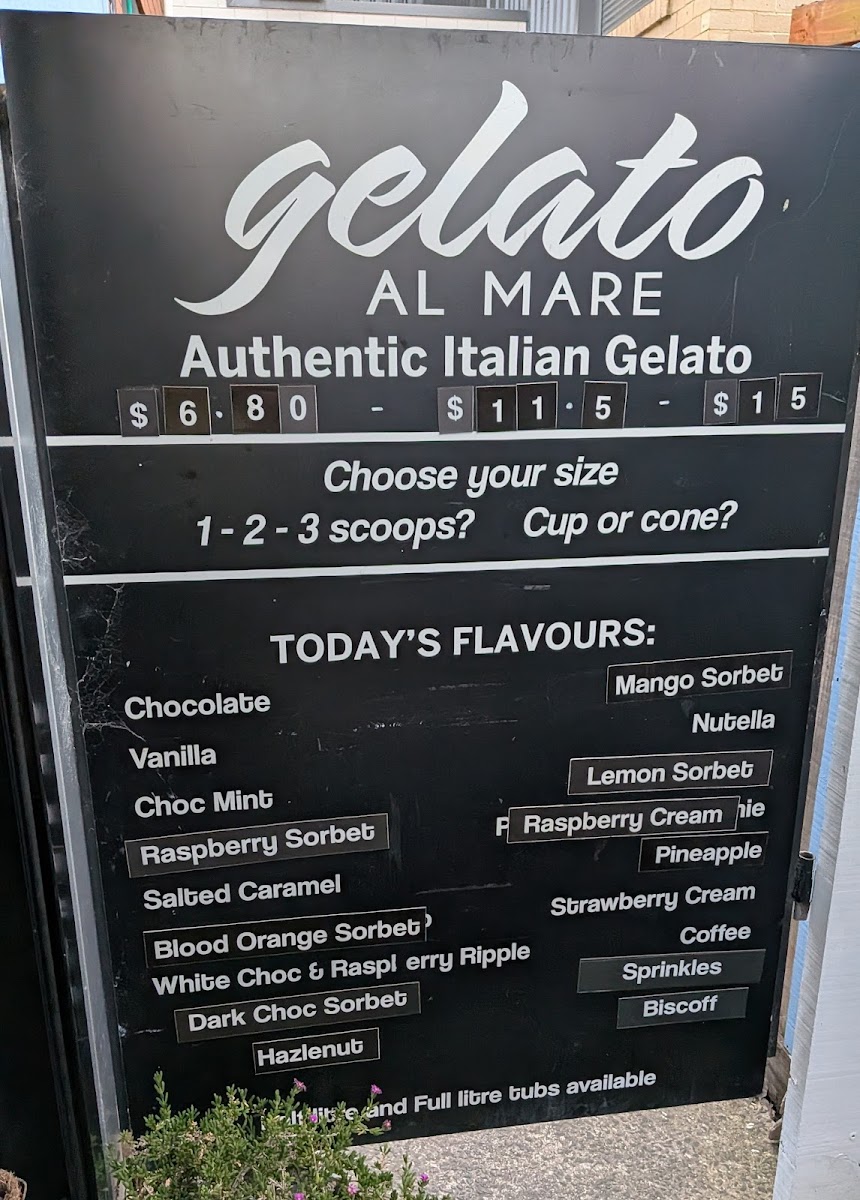 gelato
AL MARE
Authentic Italian Gelato
$6.80 - $11.5 - $15
Choose your size
1 - 2 - 3 scoops? Cup or cone?
TODAY'S FLAVOURS:
Chocolate
Vanilla
Choc Mint
Raspberry Sorbet
Salted Caramel
Blood Orange Sorbet
White Choc & Raspberry Ripple
Dark Choc Sorbet
Hazlenut
Mango Sorbet
Nutella
Lemon Sorbet
Raspberry Cream
Pineapple
Strawberry Cream
Coffee
Sprinkles
Biscoff
litre and Full litre tubs available